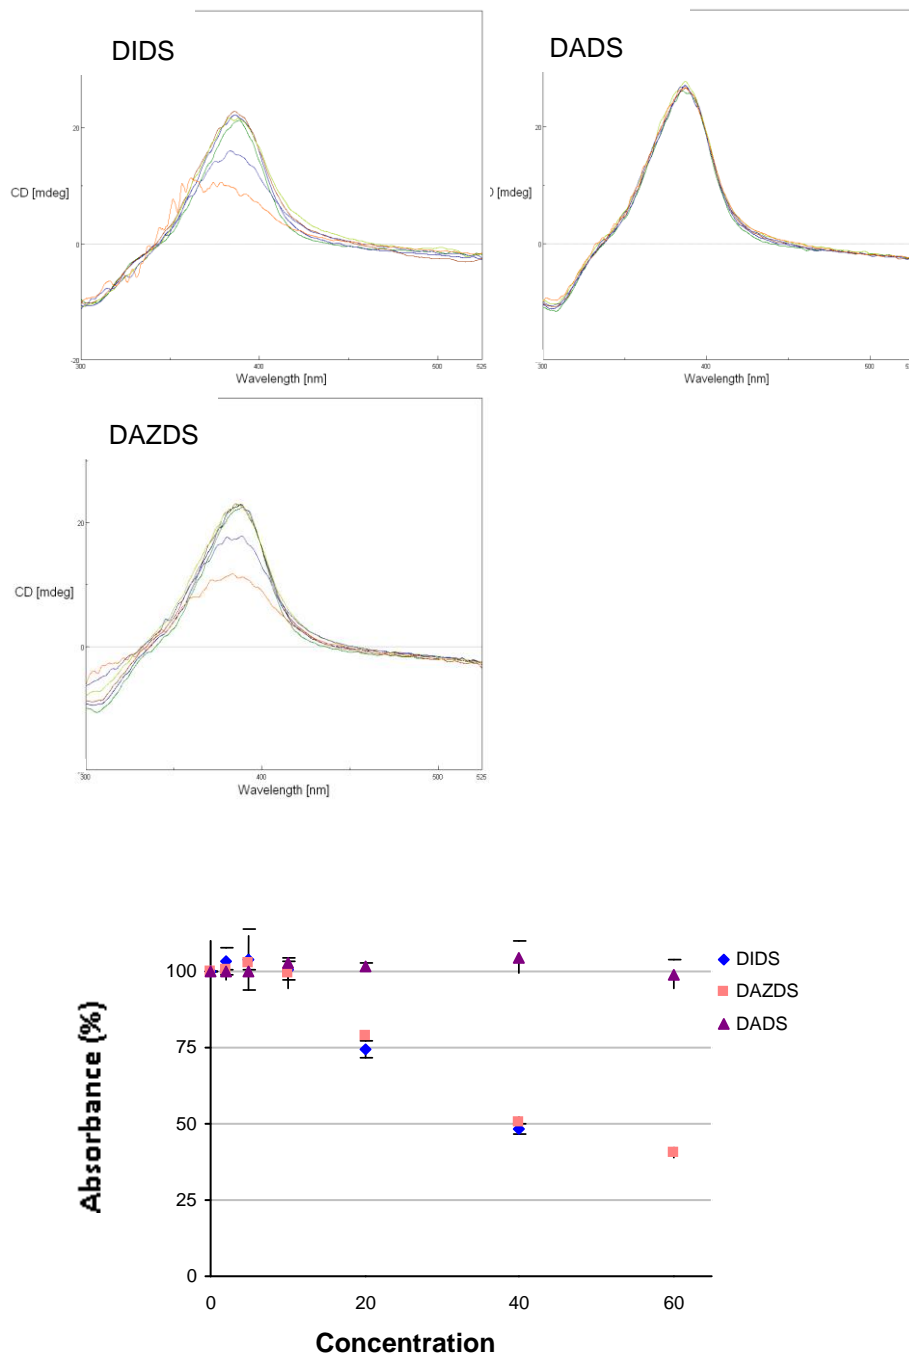 DIDS
20
CD [mdeg]
0
-20
300
400
500
525
Wavelength [nm]
DADS
20
) [mdeg]
0
300
400
500
Wavelength [nm]
DAZDS
20
CD [mdeg]
0
300
400
500
525
Wavelength [nm]
100
75
50
25
0
Absorbance (%)
0
20
40
60
Concentration
DIDS
DAZDS
DADS